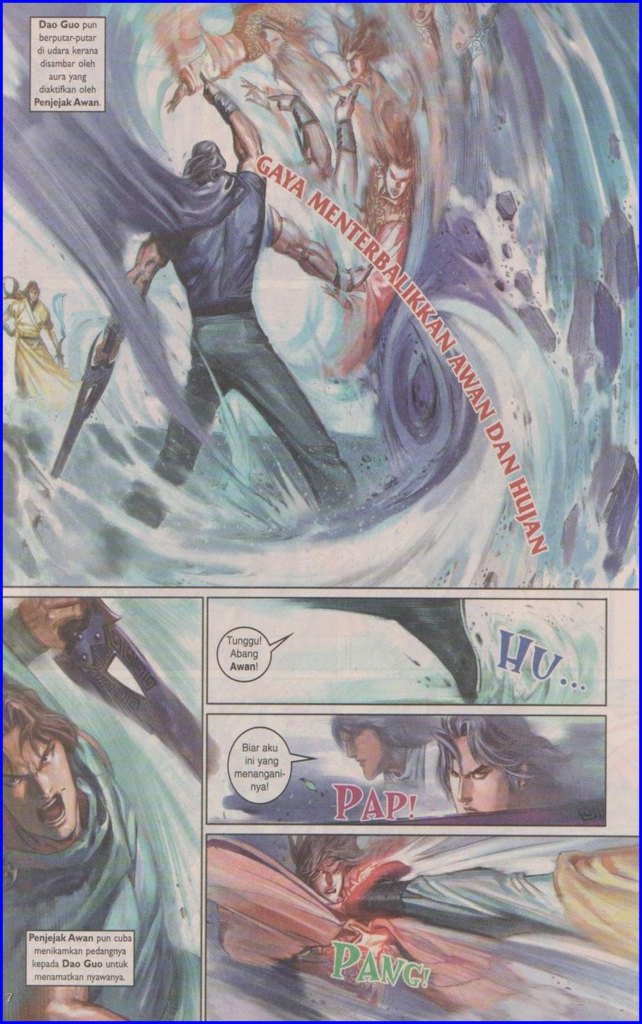 Dao Guo pun
berputar-putar
di udara kerana
disambar oleh
aura yang
diaktifkan oleh
Penjejak Awan.
GAYA MENTERBALIKKAN AWAN DAN HUJAN
Tunggu!
Abang
Awan!
HU...
Biar aku
ini yang
menangani-
nya!
PAP!
PANG!
Penjejak Awan pun cuba
menikamkan pedangnya
kepada Dao Guo untuk
menamatkan nyawanya.
7